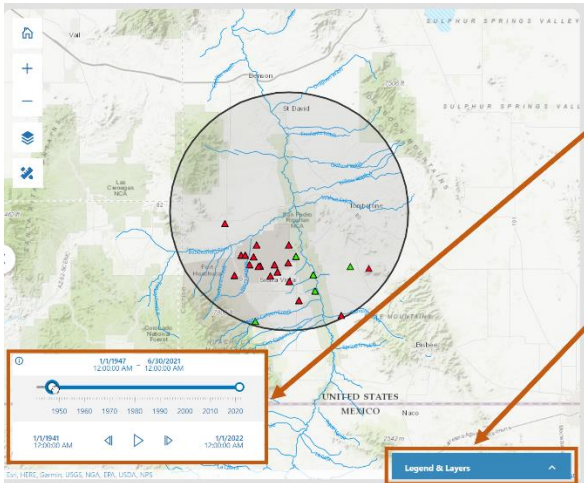 SULPHUR SPRINGS VALLEY
Vail
Benson
St David
SULPHUR SPRINGS VALLEY
Las
Cienegas
NCA
Tombstone
San Pedro
Riparian
NCA
Fort
Huachuca
Sierra Vista
Coronado
National
Forest
Bisbee
UNITED STATES
MEXICO
Naco
2542 m
1/1/1947 – 6/30/2021
12:00:00 AM 12:00:00 AM
1950 1960 1970 1980 1990 2000 2010 2020
1/1/1941
12:00:00 AM
1/1/2022
12:00:00 AM
Legend & Layers
Esri, HERE, Garmin, USGS, NGA, EPA, USDA, NPS